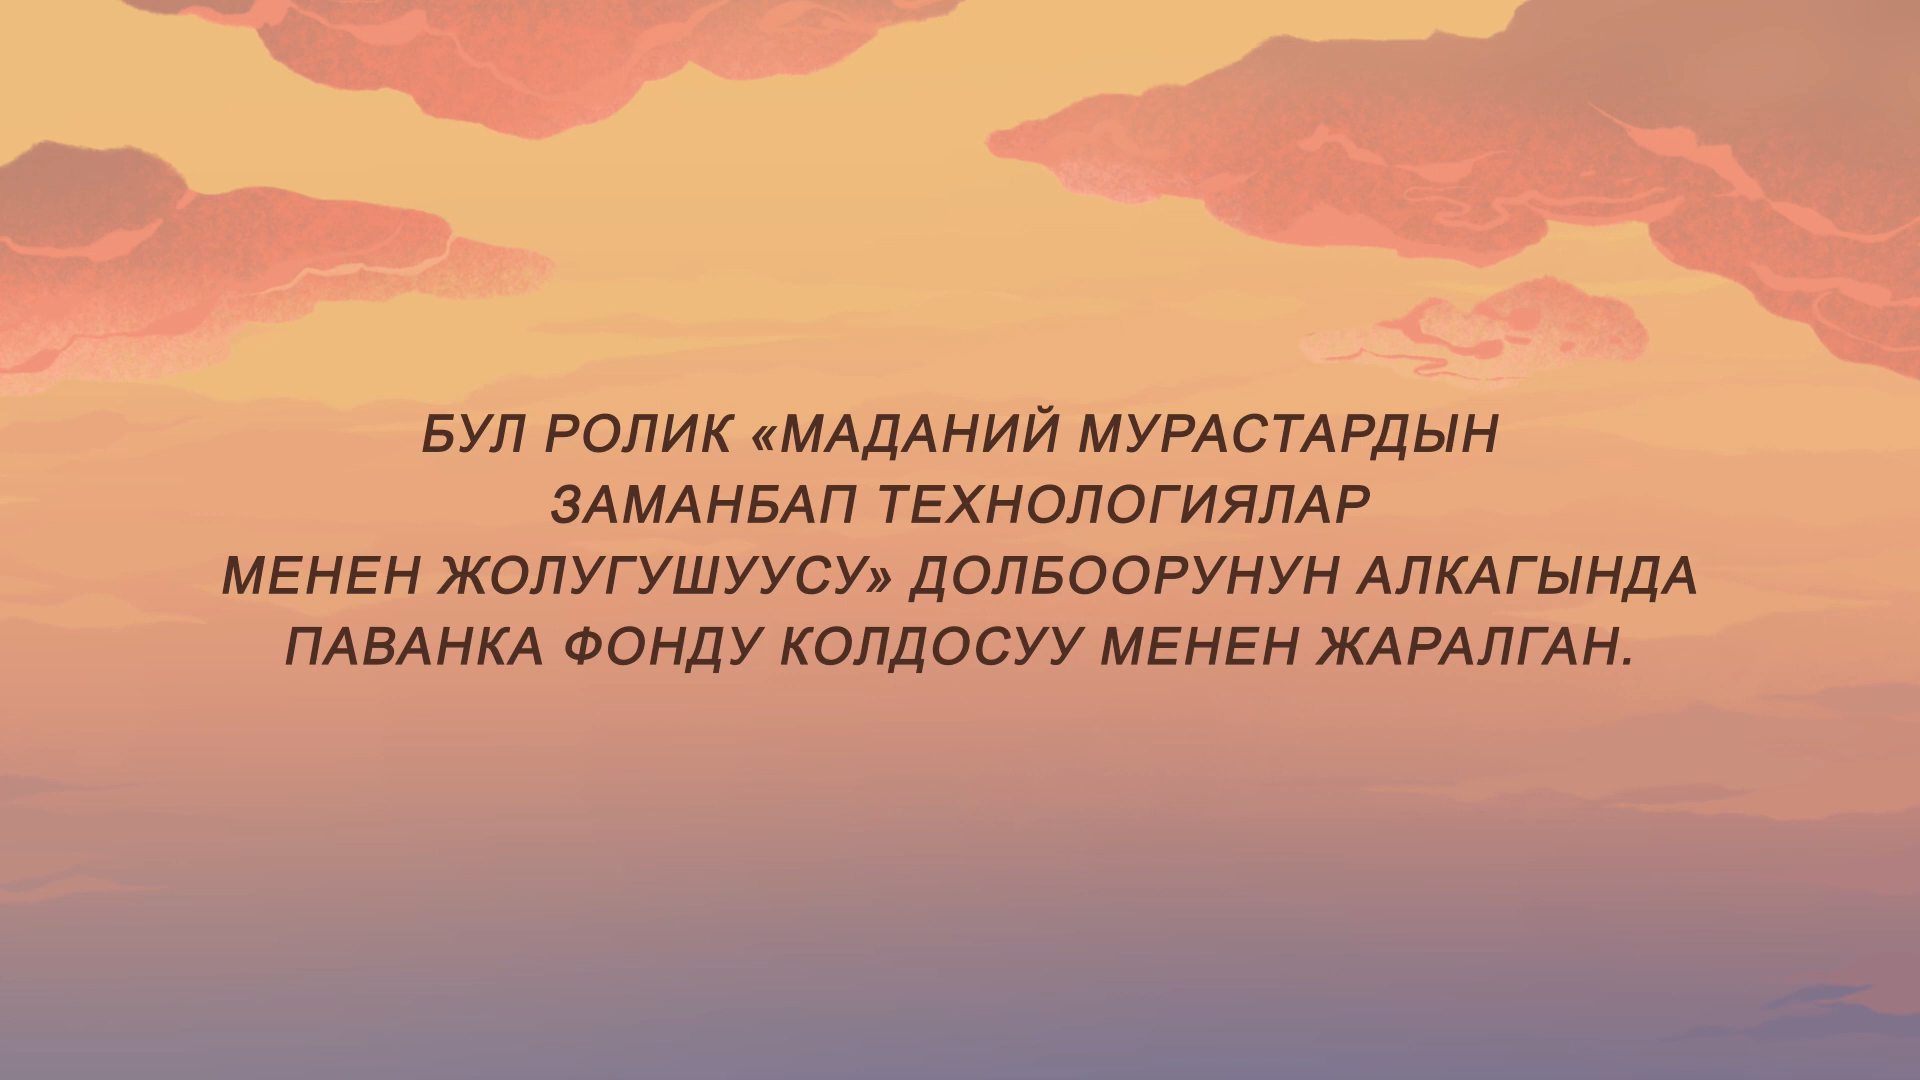 БУЛ РОЛИК «МАДАНИЙ МУРАСТАРДЫН
ЗАМАНБАП ТЕХНОЛОГИЯЛАР
МЕНЕН ЖОЛУГУШУУСУ» ДОЛБООРУНУН АЛКАГЫНДА
ПАВАНКА ФОНДУ КОЛДОСУУ МЕНЕН ЖАРАЛГАН.